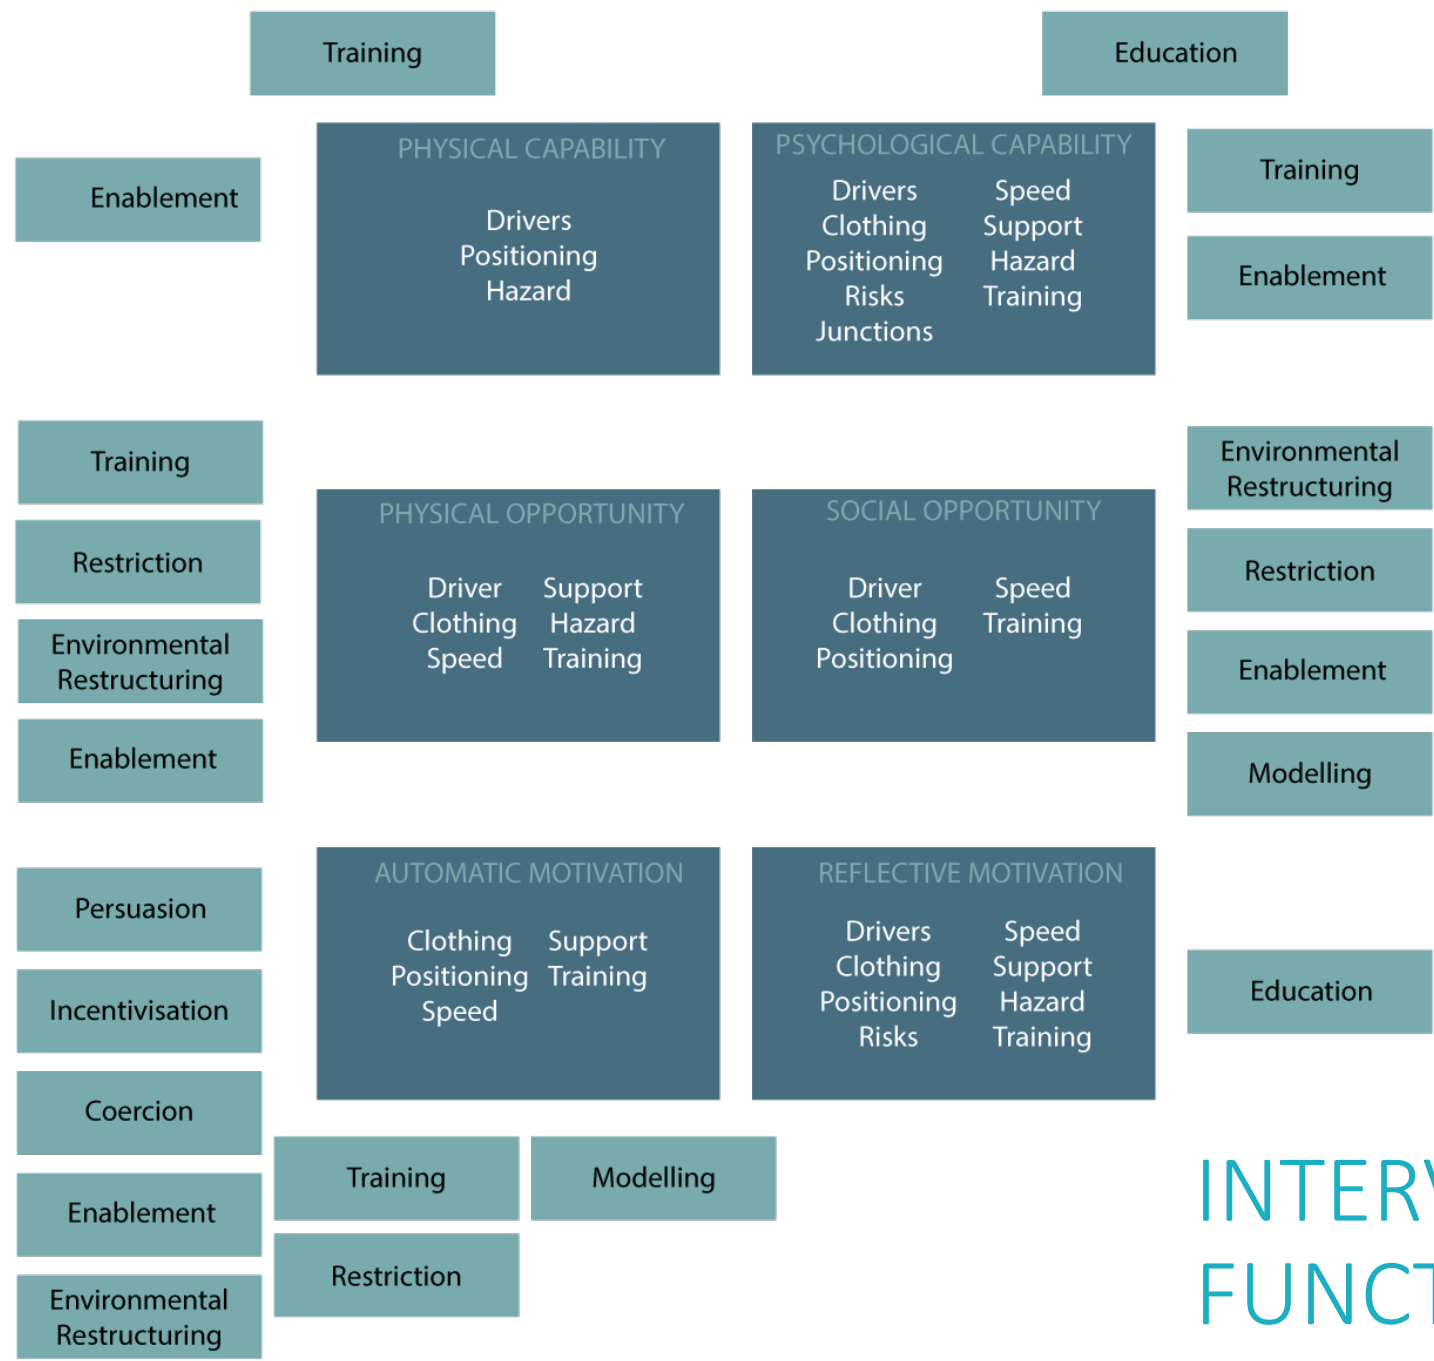 Training
Education
Enablement
PHYSICAL CAPABILITY
Drivers
Positioning
Hazard
PSYCHOLOGICAL CAPABILITY
Drivers Speed
Clothing Support
Positioning Hazard
Risks Training
Junctions
Training
Enablement
Training
Restriction
Environmental
Restructuring
Enablement
PHYSICAL OPPORTUNITY
Driver Support
Clothing Hazard
Speed Training
SOCIAL OPPORTUNITY
Driver Speed
Clothing Training
Positioning
Environmental
Restructuring
Restriction
Enablement
Modelling
Persuasion
Incentivisation
Coercion
Enablement
Environmental
Restructuring
AUTOMATIC MOTIVATION
Clothing Support
Positioning Training
Speed
REFLECTIVE MOTIVATION
Drivers Speed
Clothing Support
Positioning Hazard
Risks Training
Education
Training
Modelling
Restriction
INTERV
FUNCT